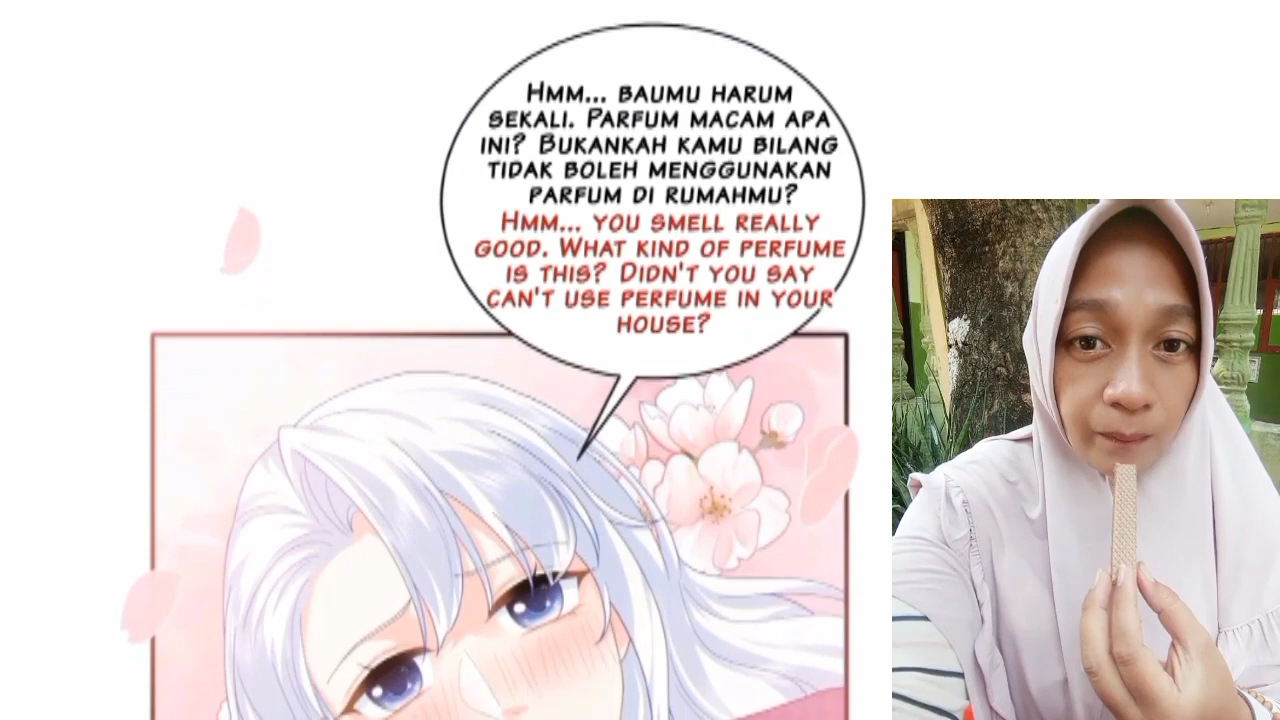 HMM... BAUMU HARUM
SEKALI. PARFUM MACAM APA
INI? BUKANKAH KAMU BILANG
TIDAK BOLEH MENGGUNAKAN
PARFUM DI RUMAHMU?
HMM... YOU SMELL REALLY
GOOD. WHAT KIND OF PERFUME
IS THIS? DIDN'T YOU SAY
CAN'T USE PERFUME IN YOUR
HOUSE?